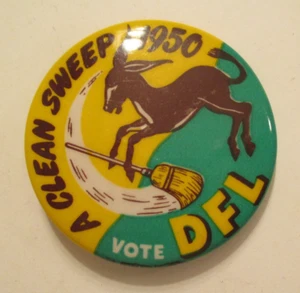 A CLEAN SWEEP 1950
VOTE DFL